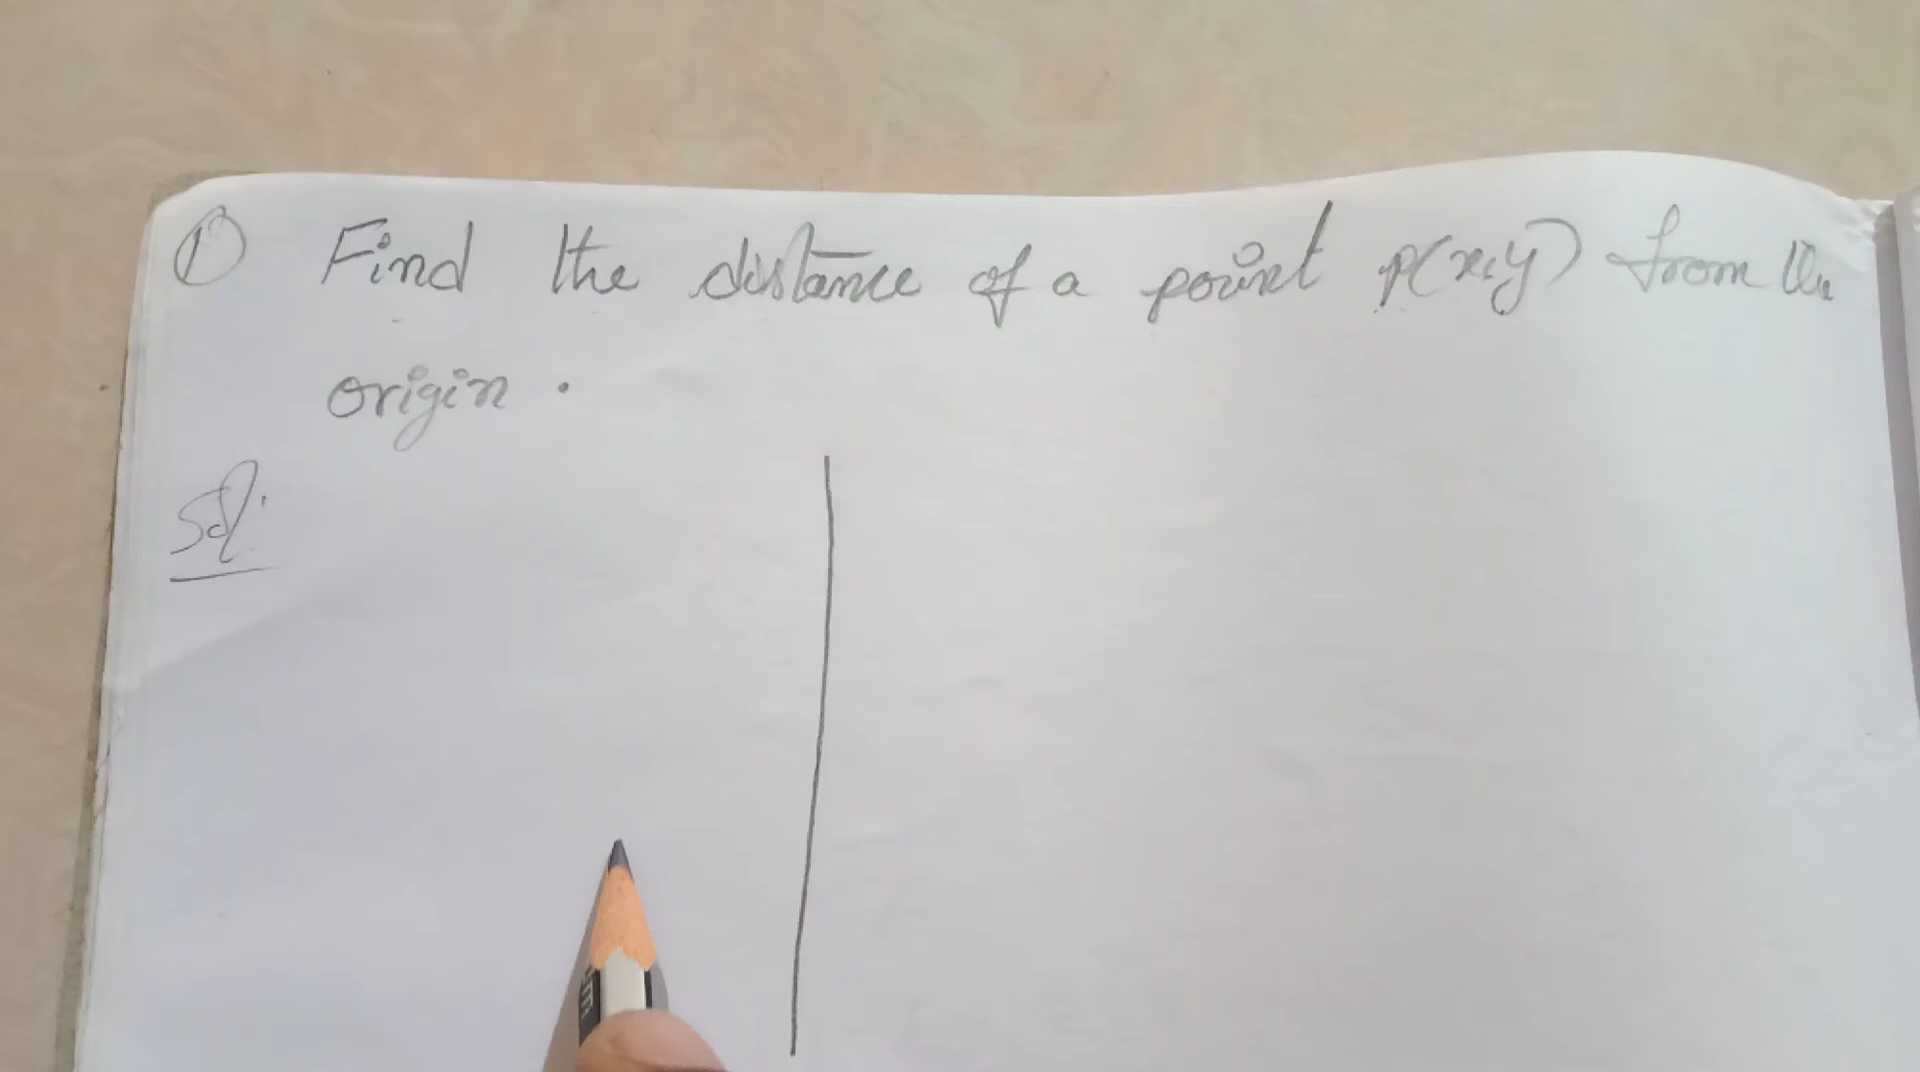 ① Find the distance of a point P(x,y) from the
origin.
Sol.